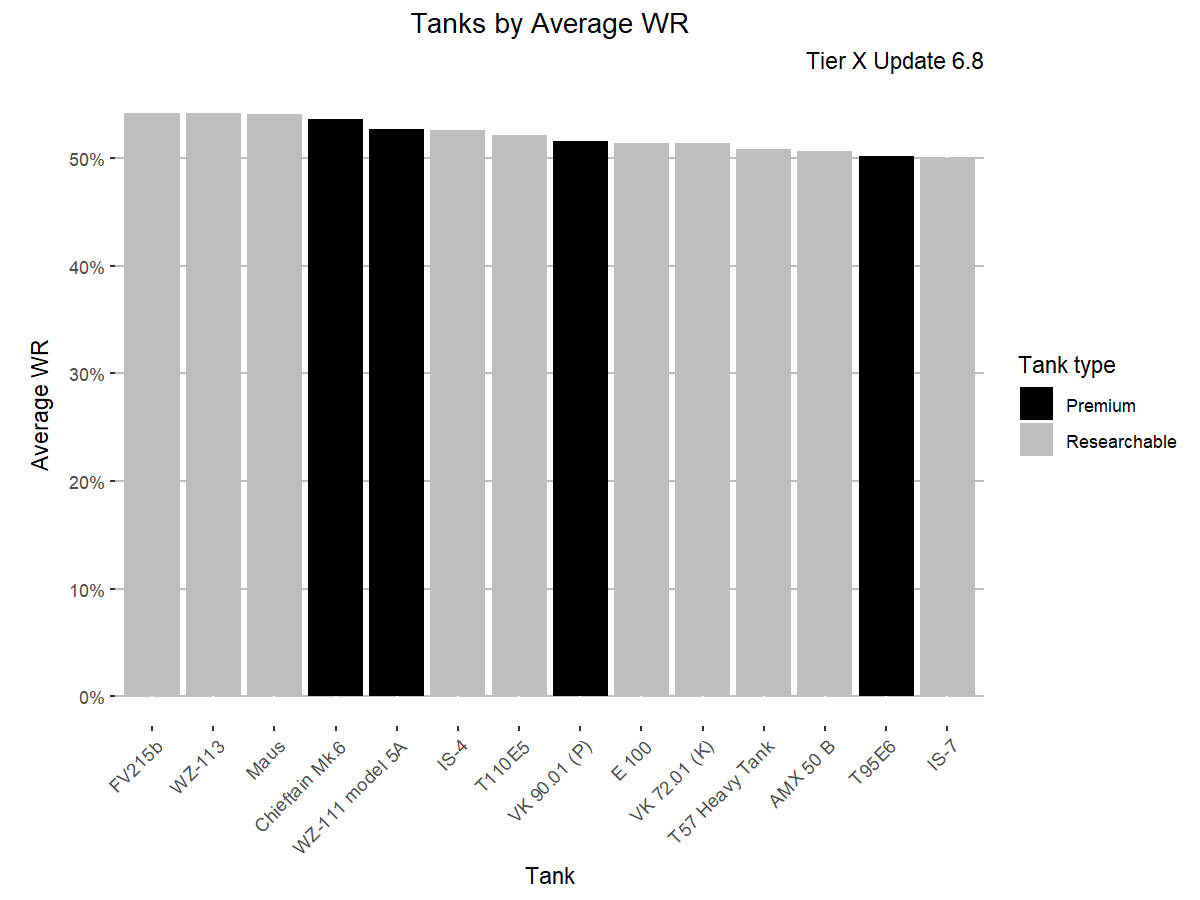 Tanks by Average WR
Tier X Update 6.8
50%
40%
30%
20%
10%
0%
Average WR
FV215b
WZ-113
Maus
Chieftain Mk.6
WZ-111 model 5A
IS-4
T110E5
VK 90.01 (P)
E 100
VK 72.01 (K)
T57 Heavy Tank
AMX 50 B
T95E6
IS-7
Tank
Tank type
Premium
Researchable